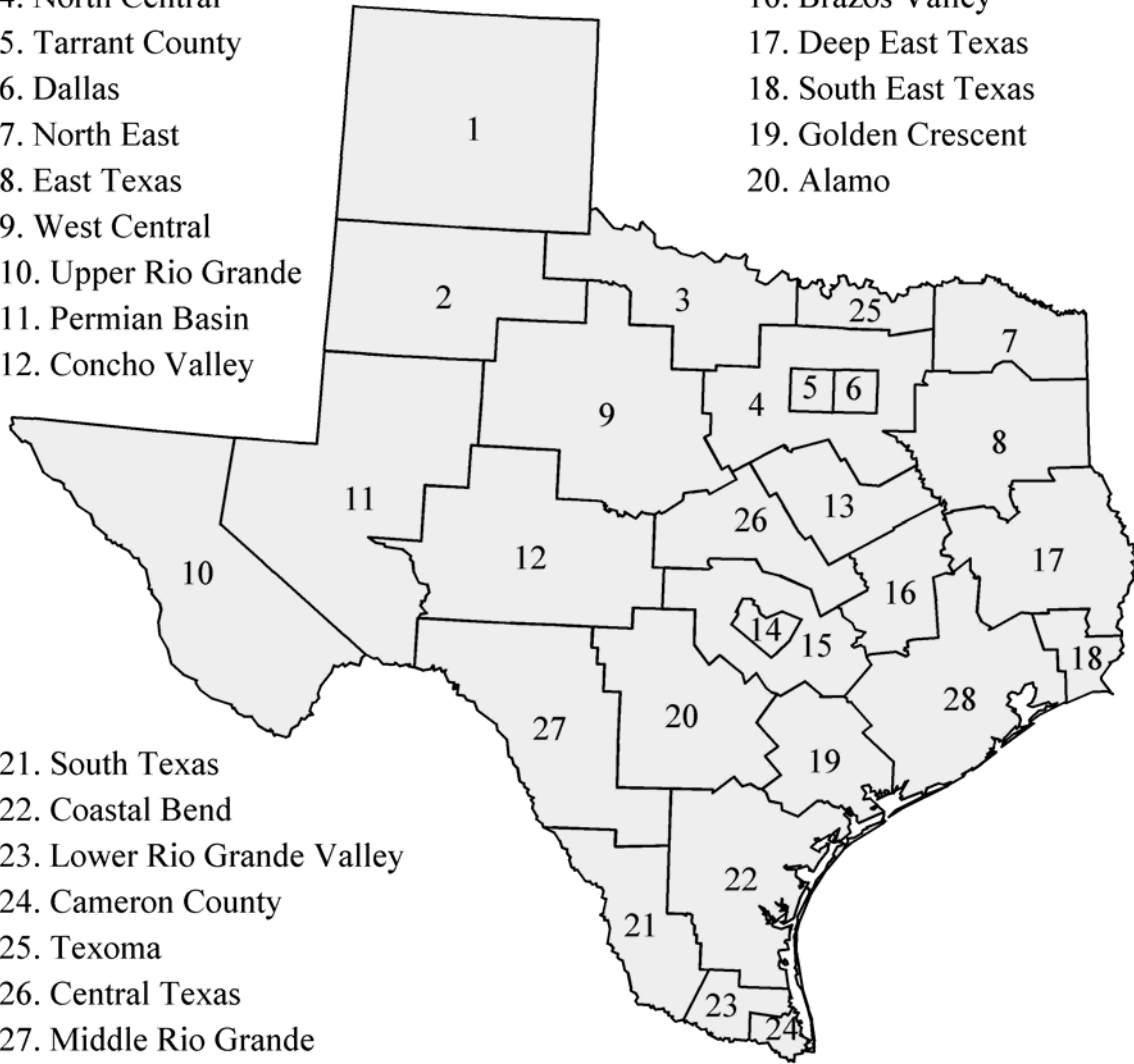 4. North Central
5. Tarrant County
6. Dallas
7. North East
8. East Texas
9. West Central
10. Upper Rio Grande
11. Permian Basin
12. Concho Valley
16. Brazos Valley
17. Deep East Texas
18. South East Texas
19. Golden Crescent
20. Alamo
1
2
3
25
7
4
5
6
9
8
11
26
13
10
12
16
17
14
15
18
27
20
28
19
22
21
23
24
21. South Texas
22. Coastal Bend
23. Lower Rio Grande Valley
24. Cameron County
25. Texoma
26. Central Texas
27. Middle Rio Grande